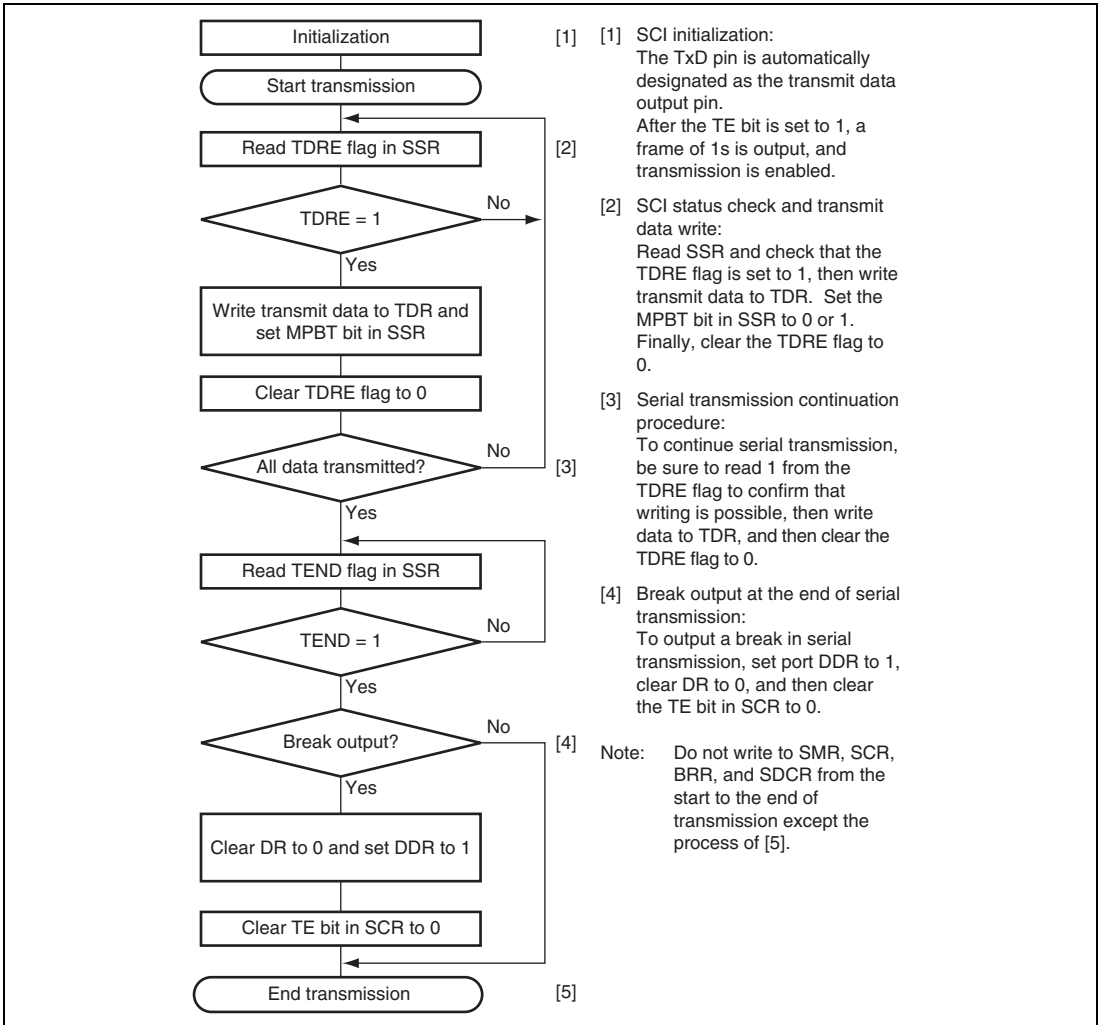 Initialization
[1]
Start transmission
Read TDRE flag in SSR
[2]
TDRE = 1
No
Yes
Write transmit data to TDR and
set MPBT bit in SSR
Clear TDRE flag to 0
All data transmitted?
No
[3]
Yes
Read TEND flag in SSR
TEND = 1
No
Yes
Break output?
No
[4]
Yes
Clear DR to 0 and set DDR to 1
Clear TE bit in SCR to 0
End transmission
[5]
[1] SCI initialization:
The TxD pin is automatically
designated as the transmit data
output pin.
After the TE bit is set to 1, a
frame of 1s is output, and
transmission is enabled.
[2] SCI status check and transmit
data write:
Read SSR and check that the
TDRE flag is set to 1, then write
transmit data to TDR. Set the
MPBT bit in SSR to 0 or 1.
Finally, clear the TDRE flag to
0.
[3] Serial transmission continuation
procedure:
To continue serial transmission,
be sure to read 1 from the
TDRE flag to confirm that
writing is possible, then write
data to TDR, and then clear the
TDRE flag to 0.
[4] Break output at the end of serial
transmission:
To output a break in serial
transmission, set port DDR to 1,
clear DR to 0, and then clear
the TE bit in SCR to 0.
Note: Do not write to SMR, SCR,
BRR, and SDCR from the
start to the end of
transmission except the
process of [5].